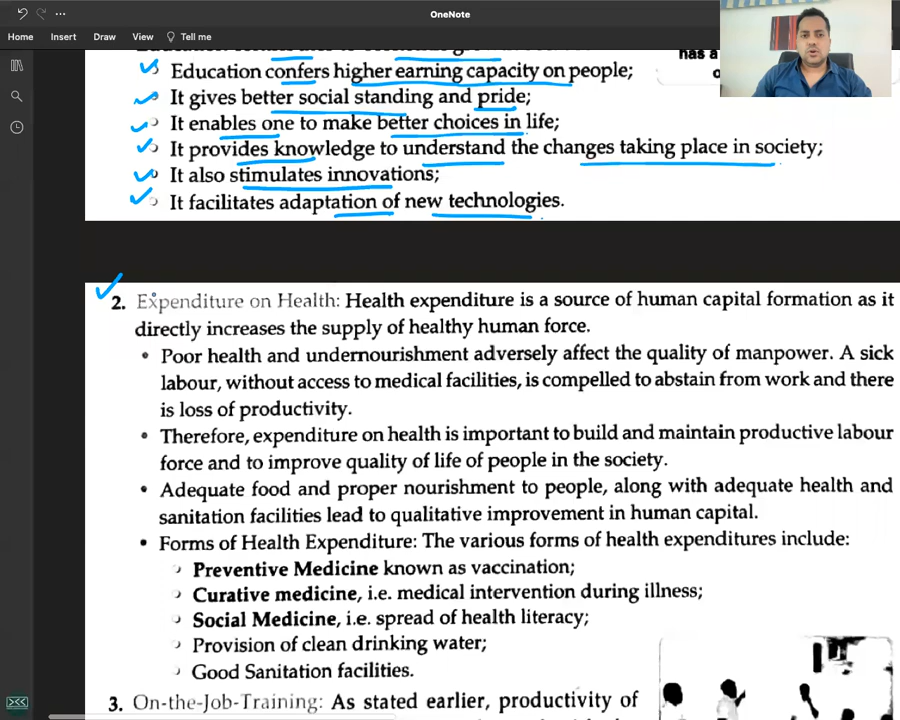 OneNote
Home Insert Draw View Tell me
has a
Education confers higher earning capacity on people;
It gives better social standing and pride;
It enables one to make better choices in life;
It provides knowledge to understand the changes taking place in society;
It also stimulates innovations;
It facilitates adaptation of new technologies.
2. Expenditure on Health: Health expenditure is a source of human capital formation as it
directly increases the supply of healthy human force.
• Poor health and undernourishment adversely affect the quality of manpower. A sick
labour, without access to medical facilities, is compelled to abstain from work and there
is loss of productivity.
• Therefore, expenditure on health is important to build and maintain productive labour
force and to improve quality of life of people in the society.
• Adequate food and proper nourishment to people, along with adequate health and
sanitation facilities lead to qualitative improvement in human capital.
• Forms of Health Expenditure: The various forms of health expenditures include:
Preventive Medicine known as vaccination;
Curative medicine, i.e. medical intervention during illness;
Social Medicine, i.e. spread of health literacy;
Provision of clean drinking water;
Good Sanitation facilities.
3. On-the-Job-Training: As stated earlier, productivity of